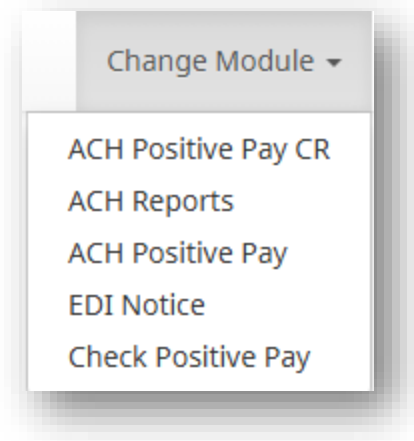 Change Module
ACH Positive Pay CR
ACH Reports
ACH Positive Pay
EDI Notice
Check Positive Pay